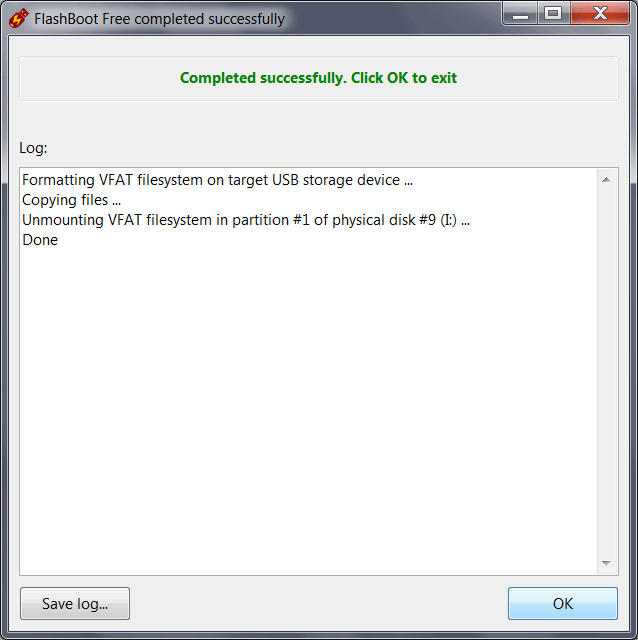 FlashBoot Free completed successfully
Completed successfully. Click OK to exit
Log:
Formatting VFAT filesystem on target USB storage device ...
Copying files ...
Unmounting VFAT filesystem in partition #1 of physical disk #9 (I:) ...
Done
Save log...
OK